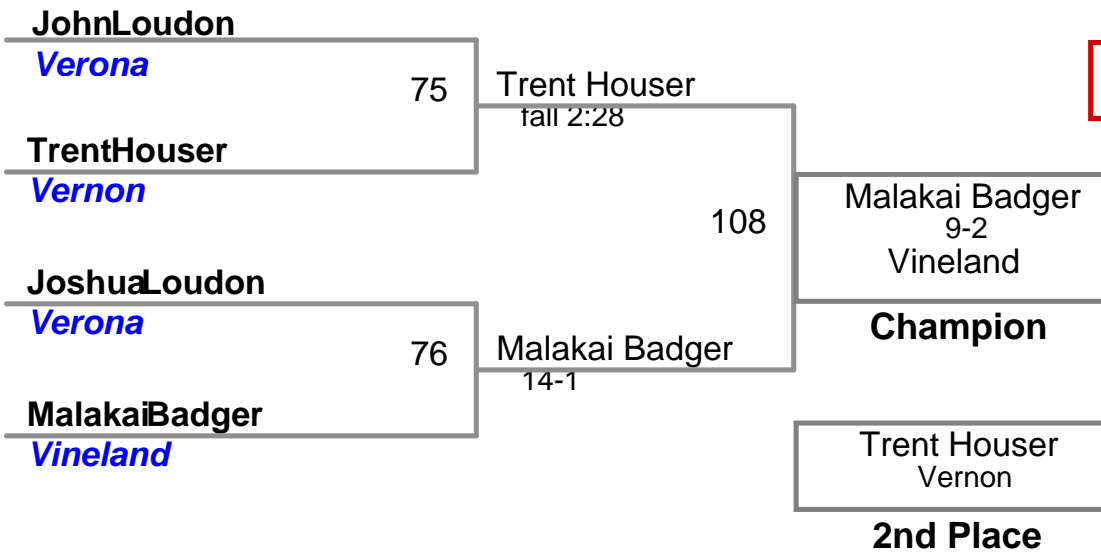 JohnLoudon
Verona
75
Trent Houser
fall 2:28
TrentHouser
Vernon
108
Malakai Badger
9-2
Vineland
Champion
JoshuaLoudon
Verona
76
Malakai Badger
14-1
MalakaiBadger
Vineland
Trent Houser
Vernon
2nd Place